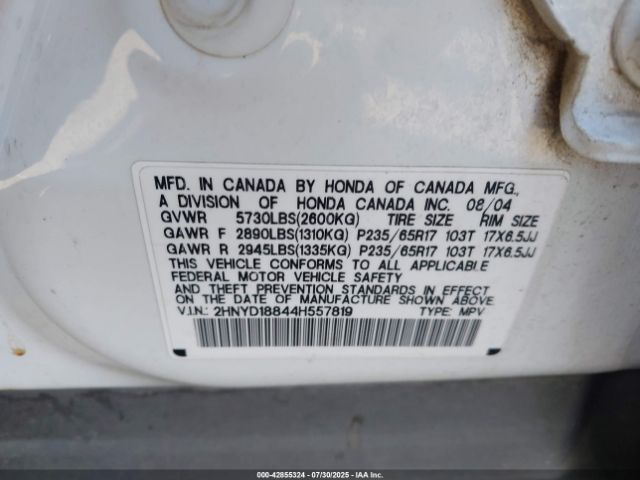 MFD. IN CANADA BY HONDA OF CANADA MFG.,
A DIVISION OF HONDA CANADA INC. 08/04
GVWR 5730LBS(2600KG) TIRE SIZE RIM SIZE
GAWR F 2890LBS(1310KG) P235/65R17 103T 17X6.5JJ
GAWR R 2945LBS(1335KG) P235/65R17 103T 17X6.5JJ
THIS VEHICLE CONFORMS TO ALL APPLICABLE
FEDERAL MOTOR VEHICLE SAFETY
AND THEFT PREVENTION STANDARDS IN EFFECT
ON THE DATE OF MANUFACTURE SHOWN ABOVE.
V.I.N.: 2HNYD18844H557819 TYPE: MPV
000-42855324 | 07/30/2025 | IAA Inc.